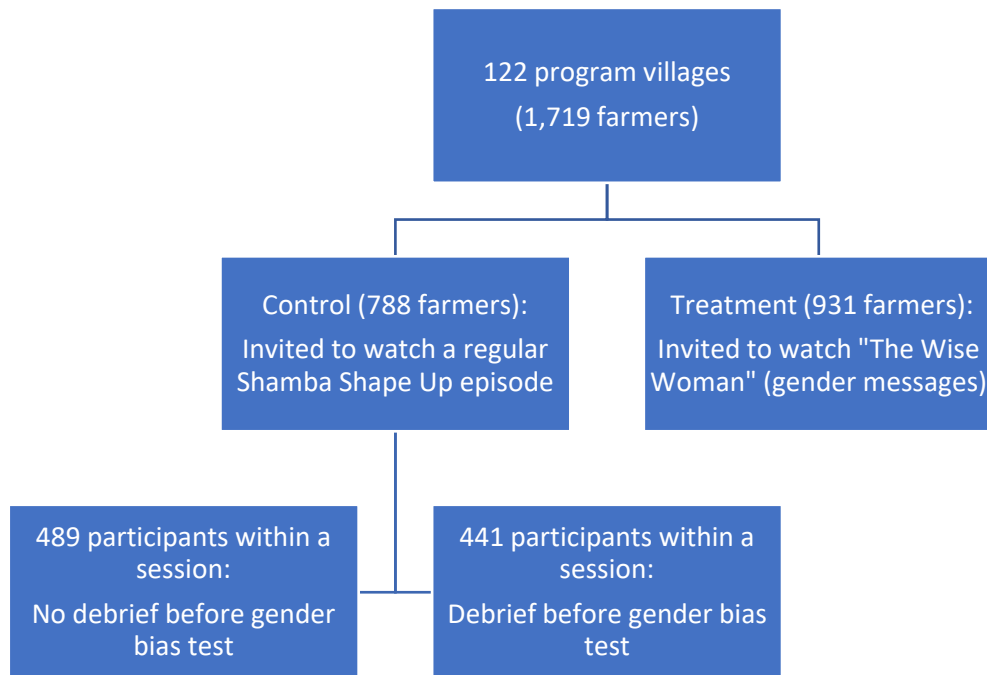 122 program villages
(1,719 farmers)
Control (788 farmers):
Invited to watch a regular
Shamba Shape Up episode
Treatment (931 farmers):
Invited to watch "The Wise
Woman" (gender messages)
489 participants within a
session:
No debrief before gender
bias test
441 participants within a
session:
Debrief before gender bias
test